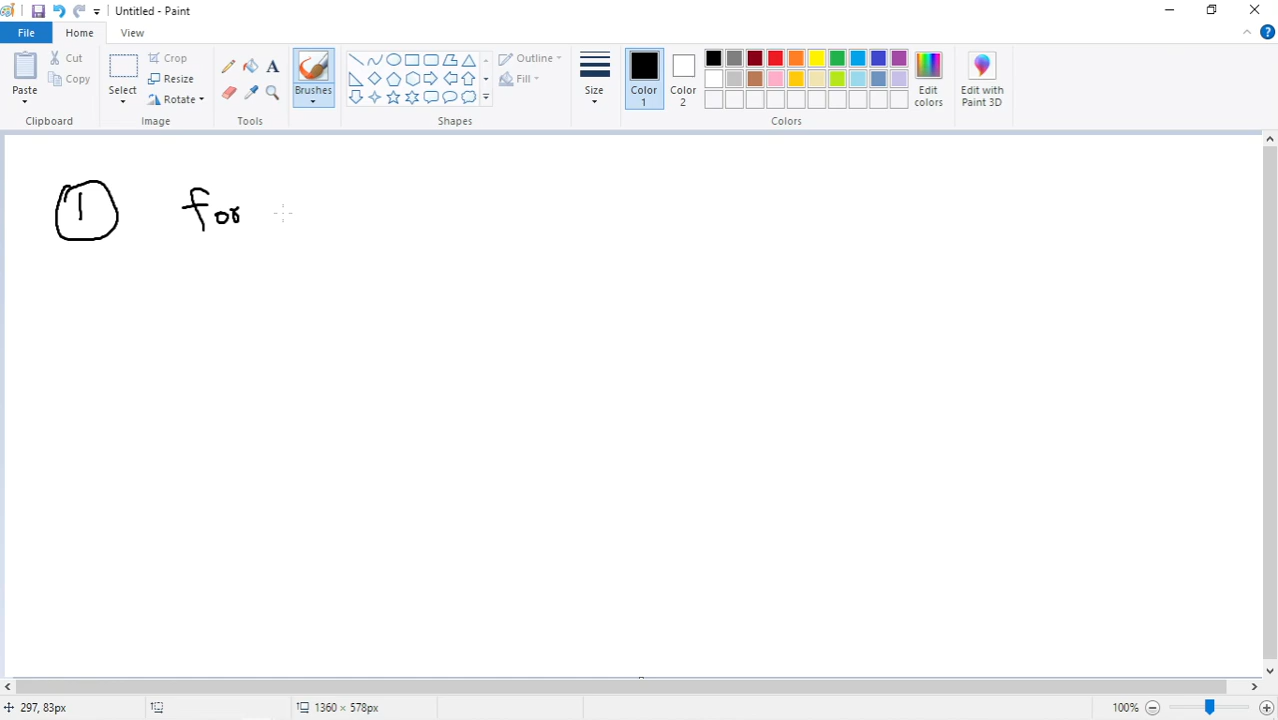 Untitled - Paint
File Home View
Paste Cut Copy Clipboard
Select Crop Resize Rotate Image
A Tools
Brushes
Shapes Outline Fill
Size
Color 1 Color 2 Edit colors Colors
Edit with Paint 3D
1 for
297, 83px 1360 × 578px 100%